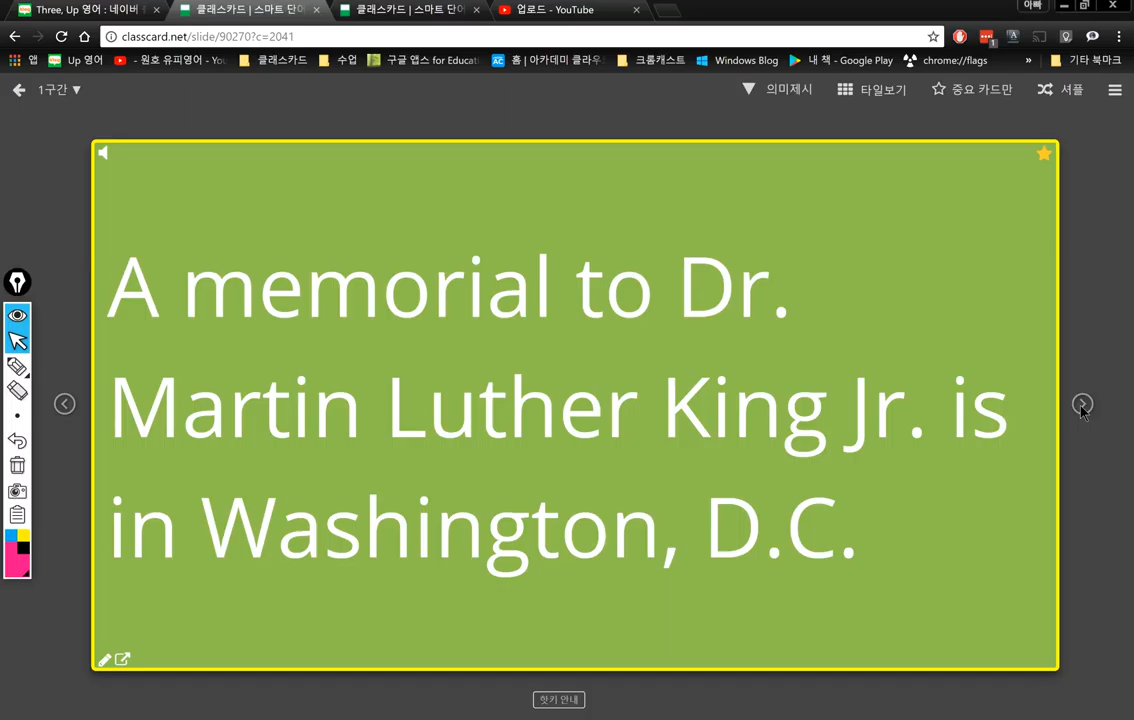 Three, Up 영어 : 네이버
클래스카드 | 스마트 단어
클래스카드 | 스마트 단어
업로드 - YouTube
아빠
classcard.net/slide/90270?c=2041
1
앱
Up 영어
- 원호 유피영어 - You
클래스카드
수업
구글 앱스 for Educati
홈 | 아카데미 클라우
크롬캐스트
Windows Blog
내 책 - Google Play
chrome://flags
»
기타 북마크
1구간 ▼
▼ 의미제시
타일보기
중요 카드만
셔플
A memorial to Dr.
Martin Luther King Jr. is
in Washington, D.C.
핫키 안내